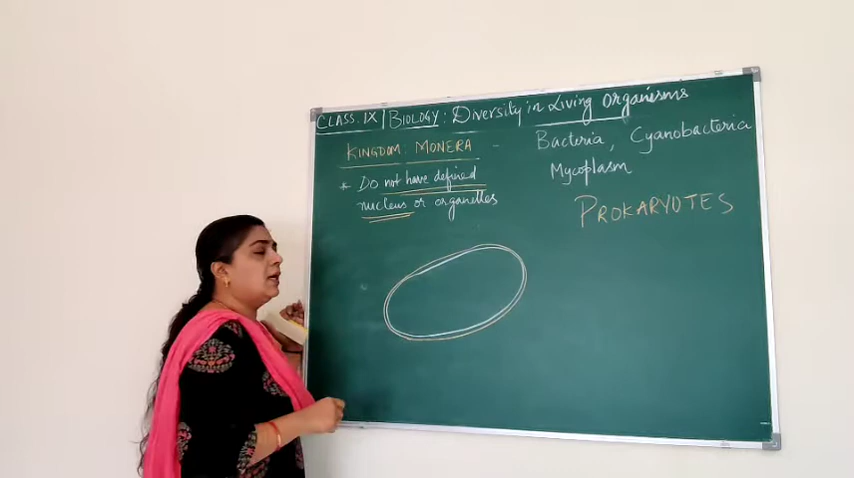 CLASS. IX | BIOLOGY : Diversity in Living Organisms
KINGDOM : MONERA - Bacteria, Cyanobacteria
Mycoplasm
* Do not have defined
nucleus or organelles
PROKARYOTES